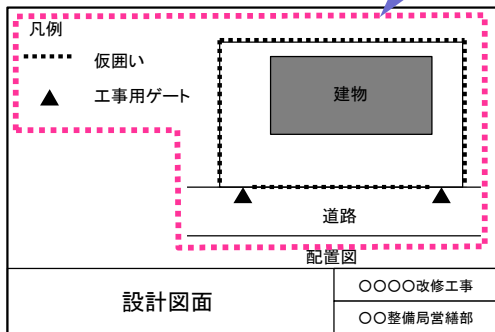 凡例
仮囲い
工事用ゲート
建物
道路
配置図
設計図面
○○○○改修工事
○○整備局営繕部